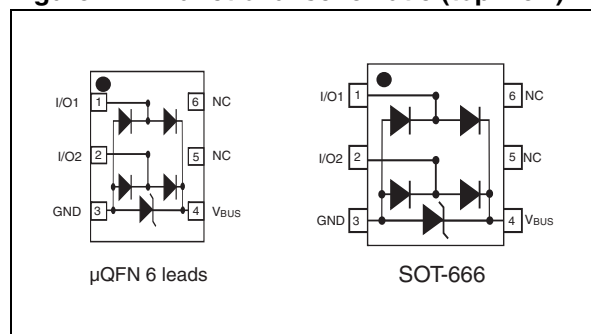 I/O1 1 6 NC
I/O2 2 5 NC
GND 3 4 VBUS
µQFN 6 leads
I/O1 1 6 NC
I/O2 2 5 NC
GND 3 4 VBUS
SOT-666